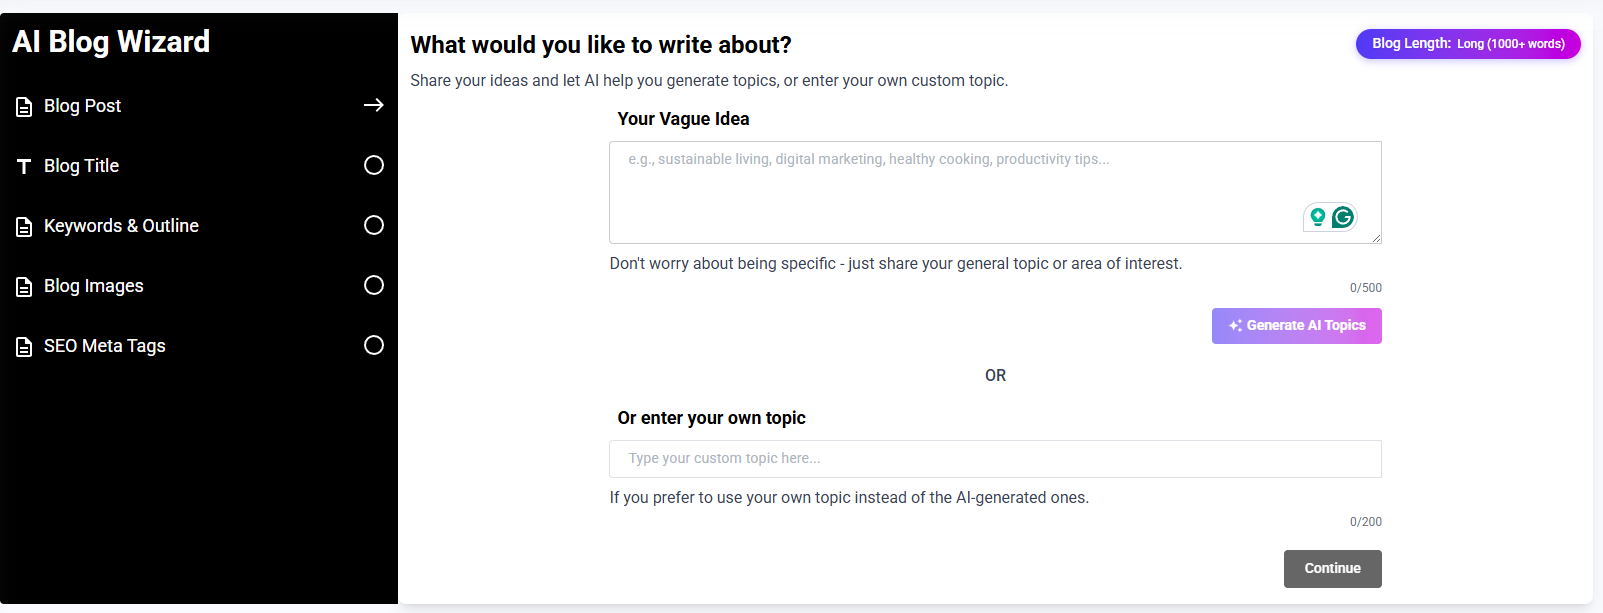 AI Blog Wizard
Blog Post
Blog Title
Keywords & Outline
Blog Images
SEO Meta Tags
What would you like to write about?
Blog Length: Long (1000+ words)
Share your ideas and let AI help you generate topics, or enter your own custom topic.
Your Vague Idea
e.g., sustainable living, digital marketing, healthy cooking, productivity tips...
Don't worry about being specific - just share your general topic or area of interest.
0/500
Generate AI Topics
OR
Or enter your own topic
Type your custom topic here...
If you prefer to use your own topic instead of the AI-generated ones.
0/200
Continue